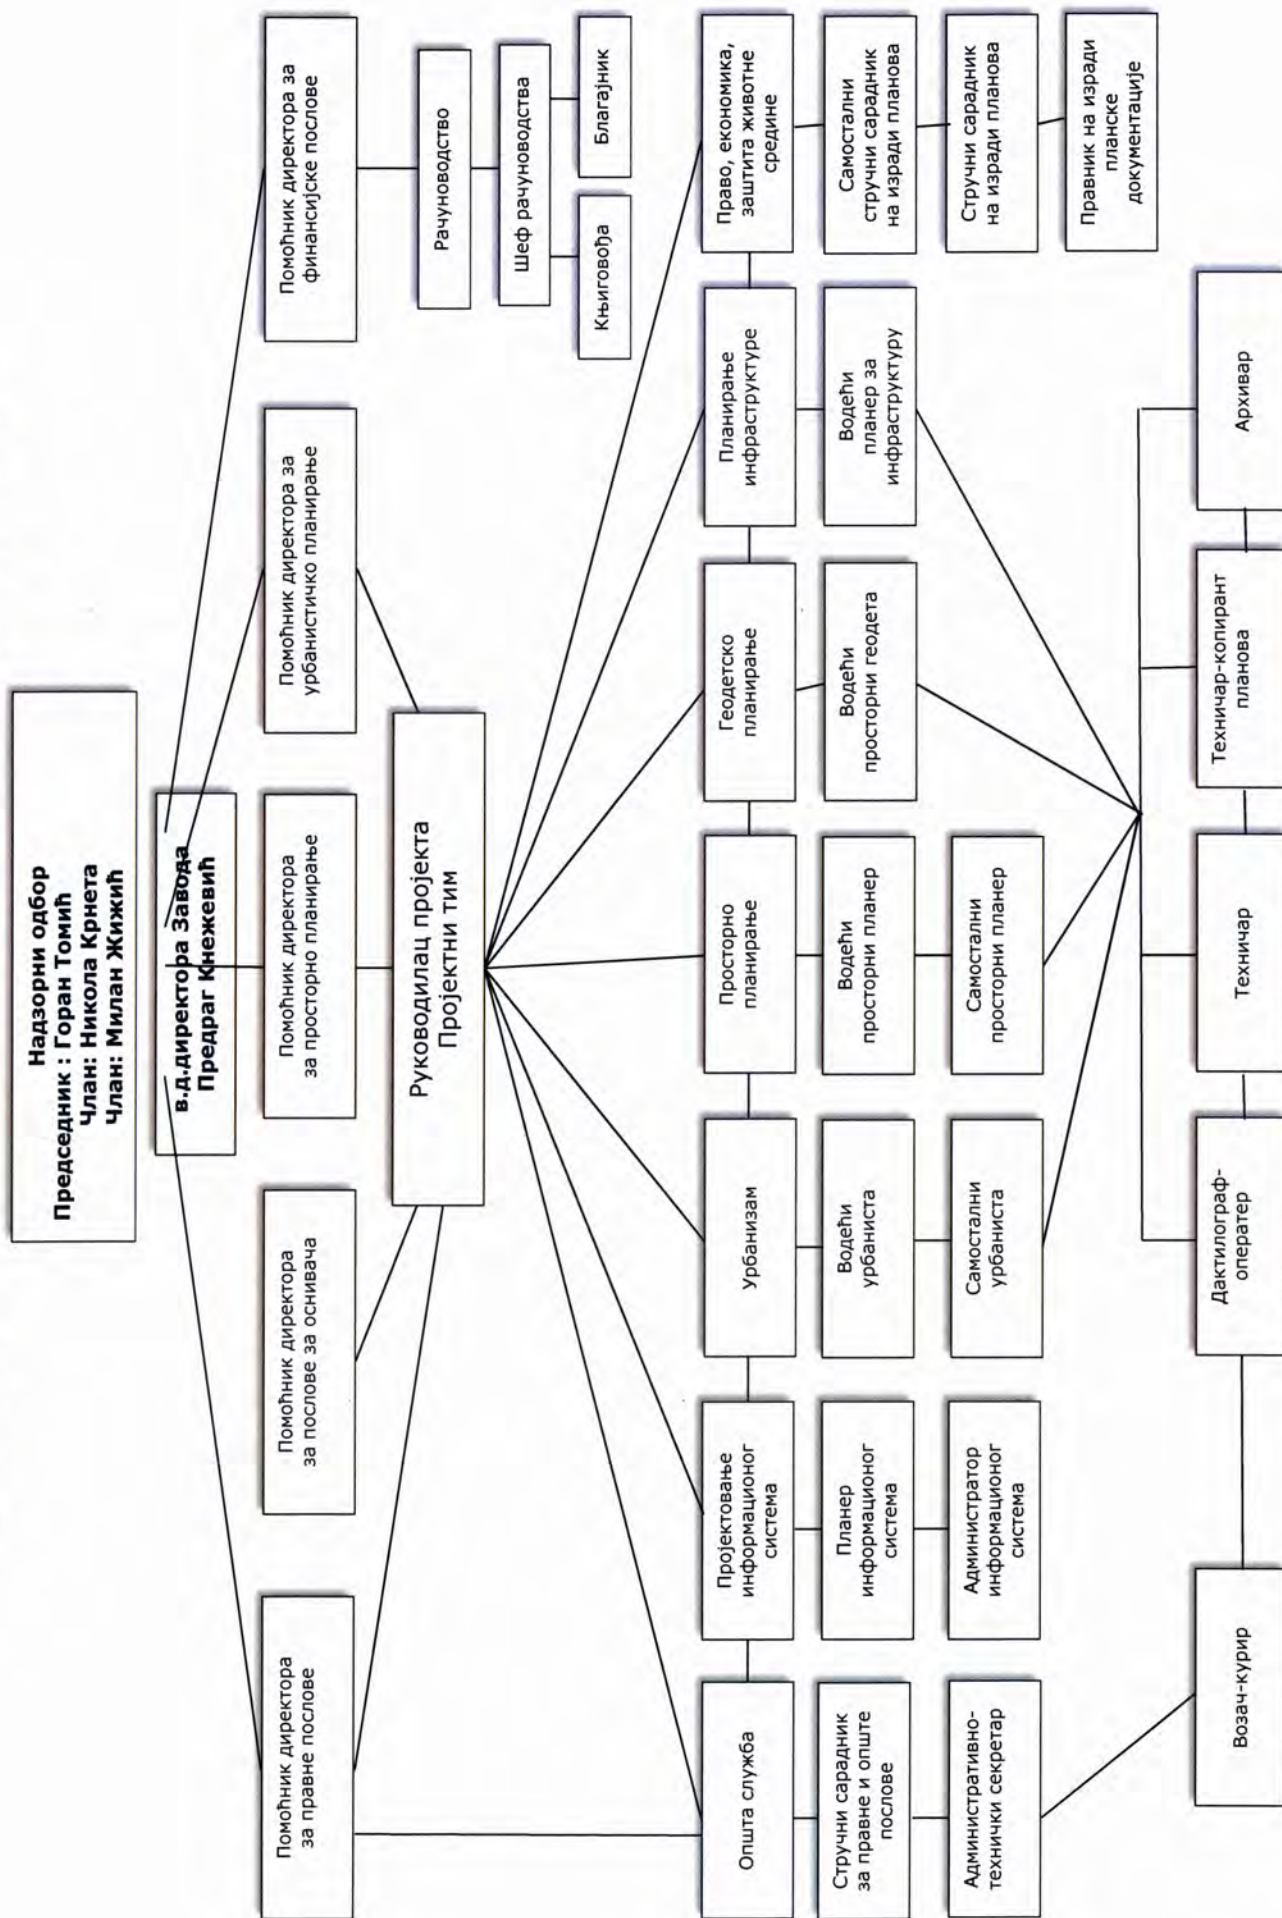 Надзорни одбор
Председник : Горан Томић
Члан: Никола Крнета
Члан: Милан Жижић
в.д.директора Завода
Предраг Кнежевић
Помоћник директора
за правне послове
Помоћник директора
за послове за оснивача
Помоћник директора
за просторно планирање
Помоћник директора за
урбанистичко планирање
Помоћник директора за
финансијске послове
Руководилац пројекта
Пројектни тим
Рачуноводство
Шеф рачуноводства
Књиговођа
Благајник
Општа служба
Пројектовање
информационог
система
Урбанизам
Просторно
планирање
Геодетско
планирање
Планирање
инфраструктуре
Право, економика,
заштита животне
средине
Стручни сарадник
за правне и опште
послове
Планер
информационог
система
Водећи
урбаниста
Водећи
просторни планер
Водећи
просторни геодета
Водећи
планер за
инфраструктуру
Самостални
стручни сарадник
на изради планова
Административно-
технички секретар
Администратор
информационог
система
Самостални
урбаниста
Самостални
просторни планер
Стручни сарадник
на изради планова
Правник на изради
планске
документације
Возач-курир
Дактилограф-
оператер
Техничар
Техничар-копирант
планова
Архивар